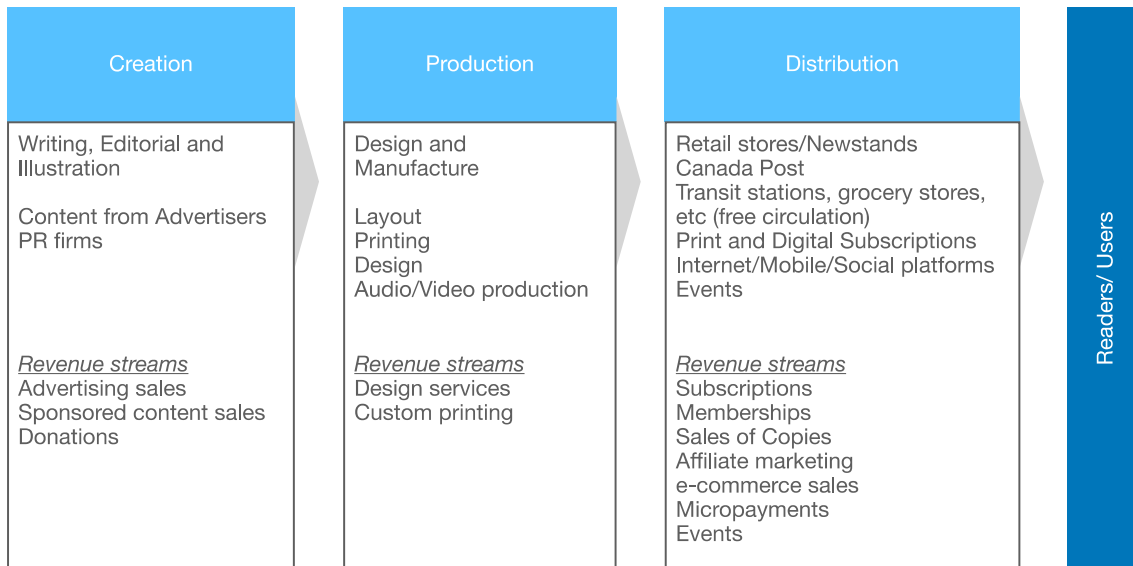 Creation
Writing, Editorial and
Illustration
Content from Advertisers
PR firms
Revenue streams
Advertising sales
Sponsored content sales
Donations
Production
Design and
Manufacture
Layout
Printing
Design
Audio/Video production
Revenue streams
Design services
Custom printing
Distribution
Retail stores/Newstands
Canada Post
Transit stations, grocery stores,
etc (free circulation)
Print and Digital Subscriptions
Internet/Mobile/Social platforms
Events
Revenue streams
Subscriptions
Memberships
Sales of Copies
Affiliate marketing
e-commerce sales
Micropayments
Events
Readers/ Users